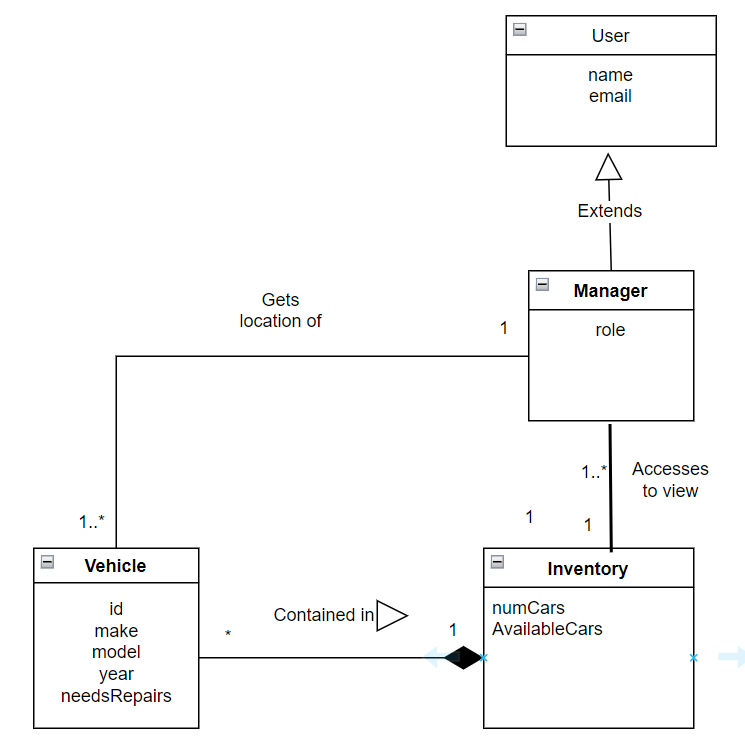 User
name
email
Extends
Manager
role
Gets
location of
1
1..*
Accesses
to view
1..*
1
1
Vehicle
id
make
model
year
needsRepairs
Contained in
*
1
Inventory
numCars
AvailableCars